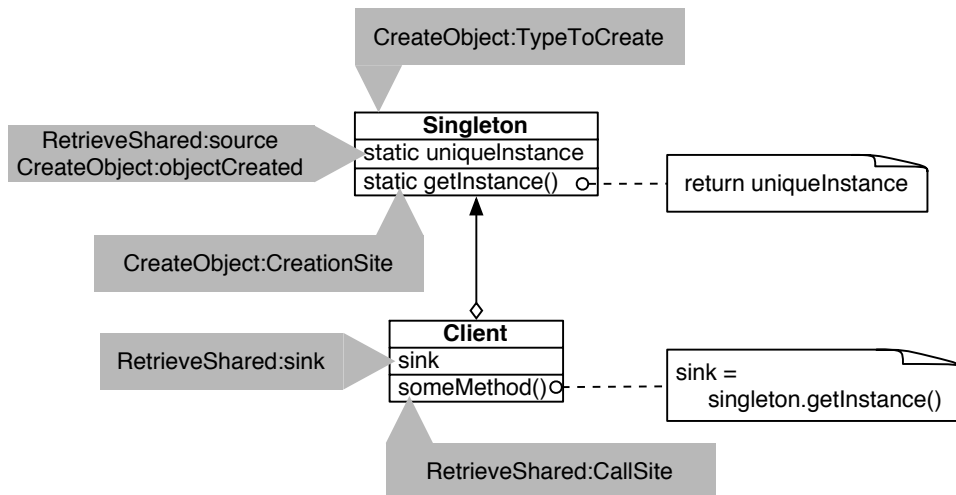 CreateObject:TypeToCreate
Singleton
RetrieveShared:source
CreateObject:objectCreated
static uniqueInstance
static getInstance()
return uniqueInstance
CreateObject:CreationSite
Client
RetrieveShared:sink
sink
someMethod()
sink =
singleton.getInstance()
RetrieveShared:CallSite